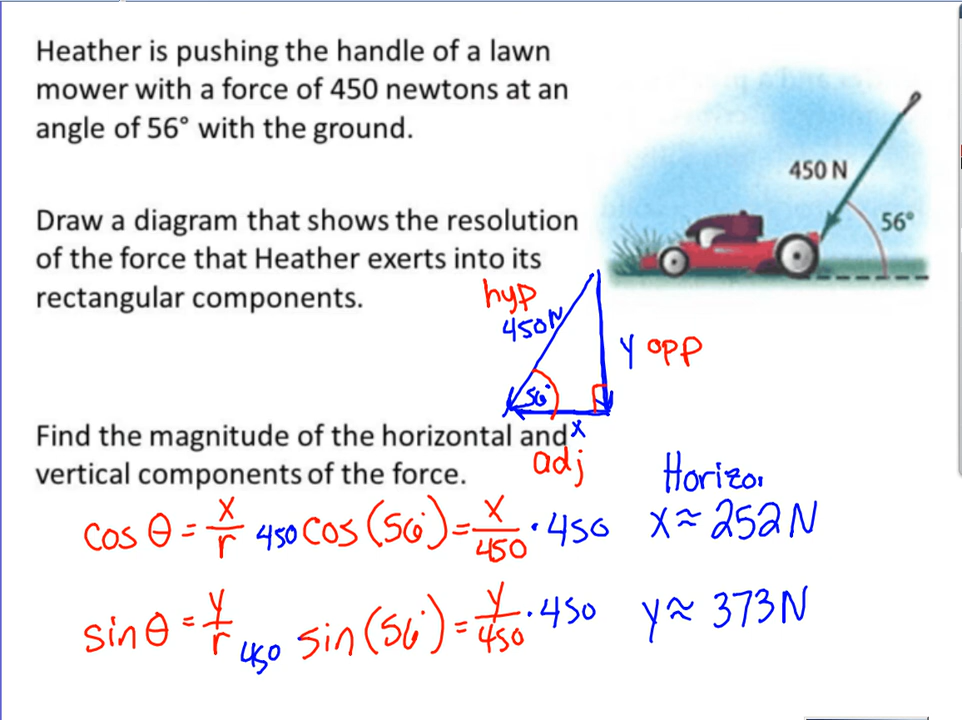 Heather is pushing the handle of a lawn
mower with a force of 450 newtons at an
angle of 56° with the ground.
450 N
56°
Draw a diagram that shows the resolution
of the force that Heather exerts into its
rectangular components.
hyp
450N
y opp
56°
x
adj
Find the magnitude of the horizontal and
vertical components of the force.
Horizo
cos θ = x/r 450 cos (56°) = x/450 · 450 x ≈ 252 N
sin θ = y/r 450 sin (56°) = y/450 · 450 y ≈ 373 N